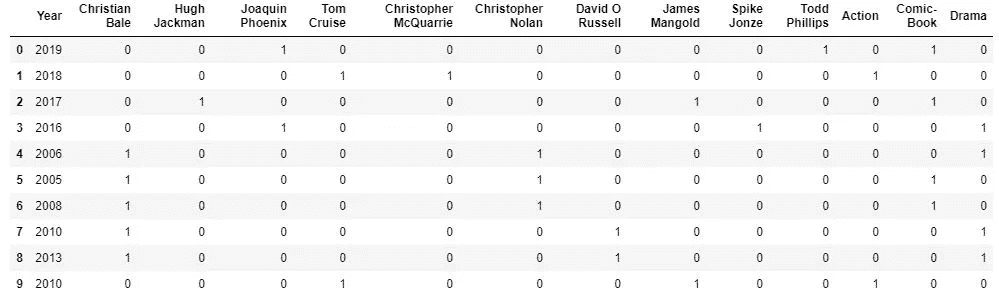 Year Christian Bale Hugh Jackman Joaquin Phoenix Tom Cruise Christopher McQuarrie Christopher Nolan David O Russell James Mangold Spike Jonze Todd Phillips Action Comic-Book Drama
0 2019 0 0 1 0 0 0 0 0 0 1 0 1 0
1 2018 0 0 0 1 1 0 0 0 0 0 1 0 0
2 2017 0 1 0 0 0 0 0 1 0 0 0 1 0
3 2016 0 0 1 0 0 0 0 0 1 0 0 0 1
4 2006 1 0 0 0 0 1 0 0 0 0 0 0 1
5 2005 1 0 0 0 0 1 0 0 0 0 0 1 0
6 2008 1 0 0 0 0 1 0 0 0 0 0 1 0
7 2010 1 0 0 0 0 0 1 0 0 0 0 0 1
8 2013 1 0 0 0 0 0 1 0 0 0 0 0 1
9 2010 0 0 0 1 0 0 0 1 0 0 1 0 0